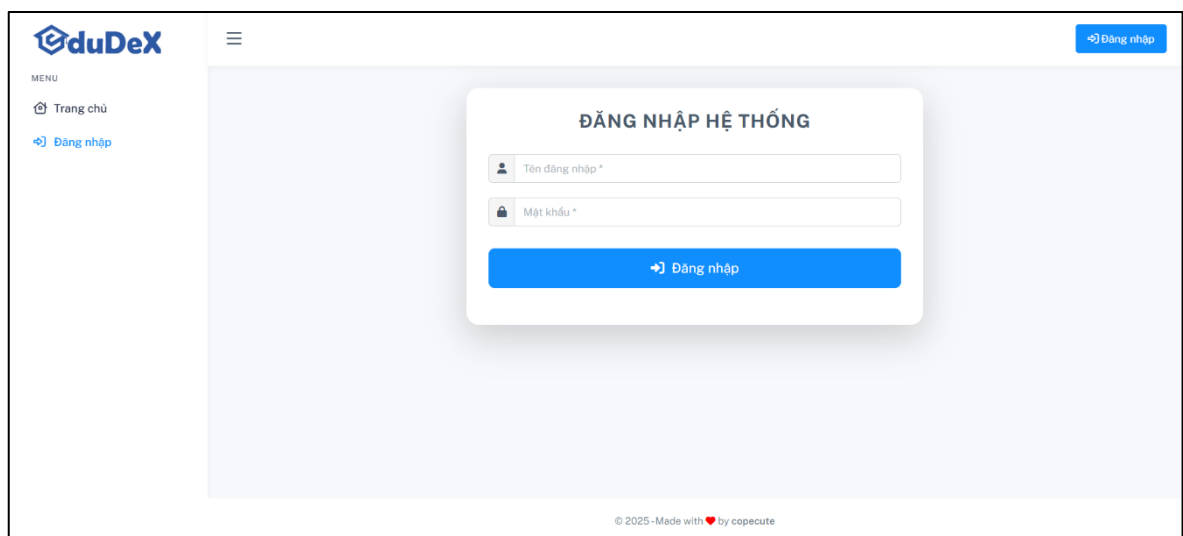 EduDeX
Đăng nhập
MENU
Trang chủ
Đăng nhập
ĐĂNG NHẬP HỆ THỐNG
Tên đăng nhập *
Mật khẩu *
Đăng nhập
© 2025 - Made with ❤ by copecute